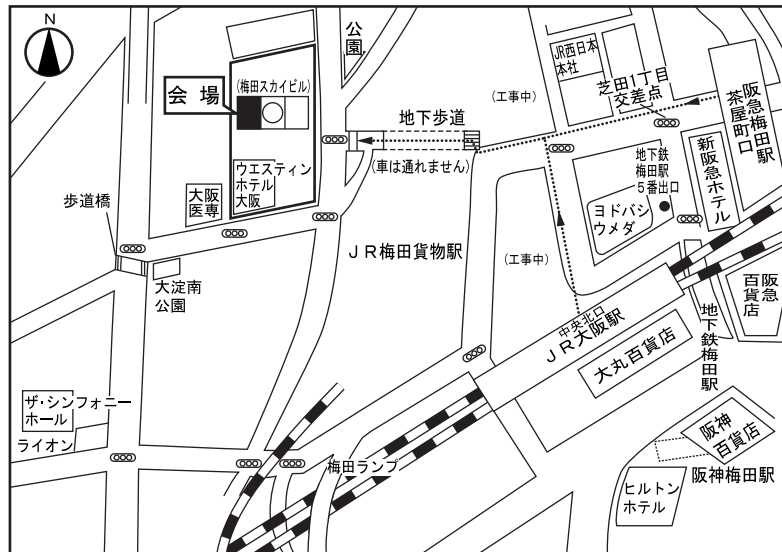 N
公園
JR西日本
本社
(梅田スカイビル)
会 場
(工事中)
芝田1丁目
交差点
阪急梅田駅
茶屋町口
地下歩道
(車は通れません)
新阪急ホテル
地下鉄
梅田駅
5番出口
ウエスティン
ホテル
大阪
大阪
医専
歩道橋
ヨドバシ
ウメダ
JR梅田貨物駅
(工事中)
大淀南
公園
阪急
百貨店
中央北口
JR大阪駅
地下鉄梅田駅
大丸百貨店
ザ・シンフォニー
ホール
ライオン
梅田ランプ
阪神
百貨店
阪神梅田駅
ヒルトン
ホテル